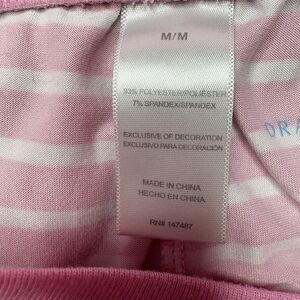 M/M
93% POLYESTER/POLIÉSTER
7% SPANDEX/SPANDEX
EXCLUSIVE OF DECORATION
EXCLUSIVO PARA DECORACIÓN
MADE IN CHINA
HECHO EN CHINA
RN# 147487
DRA